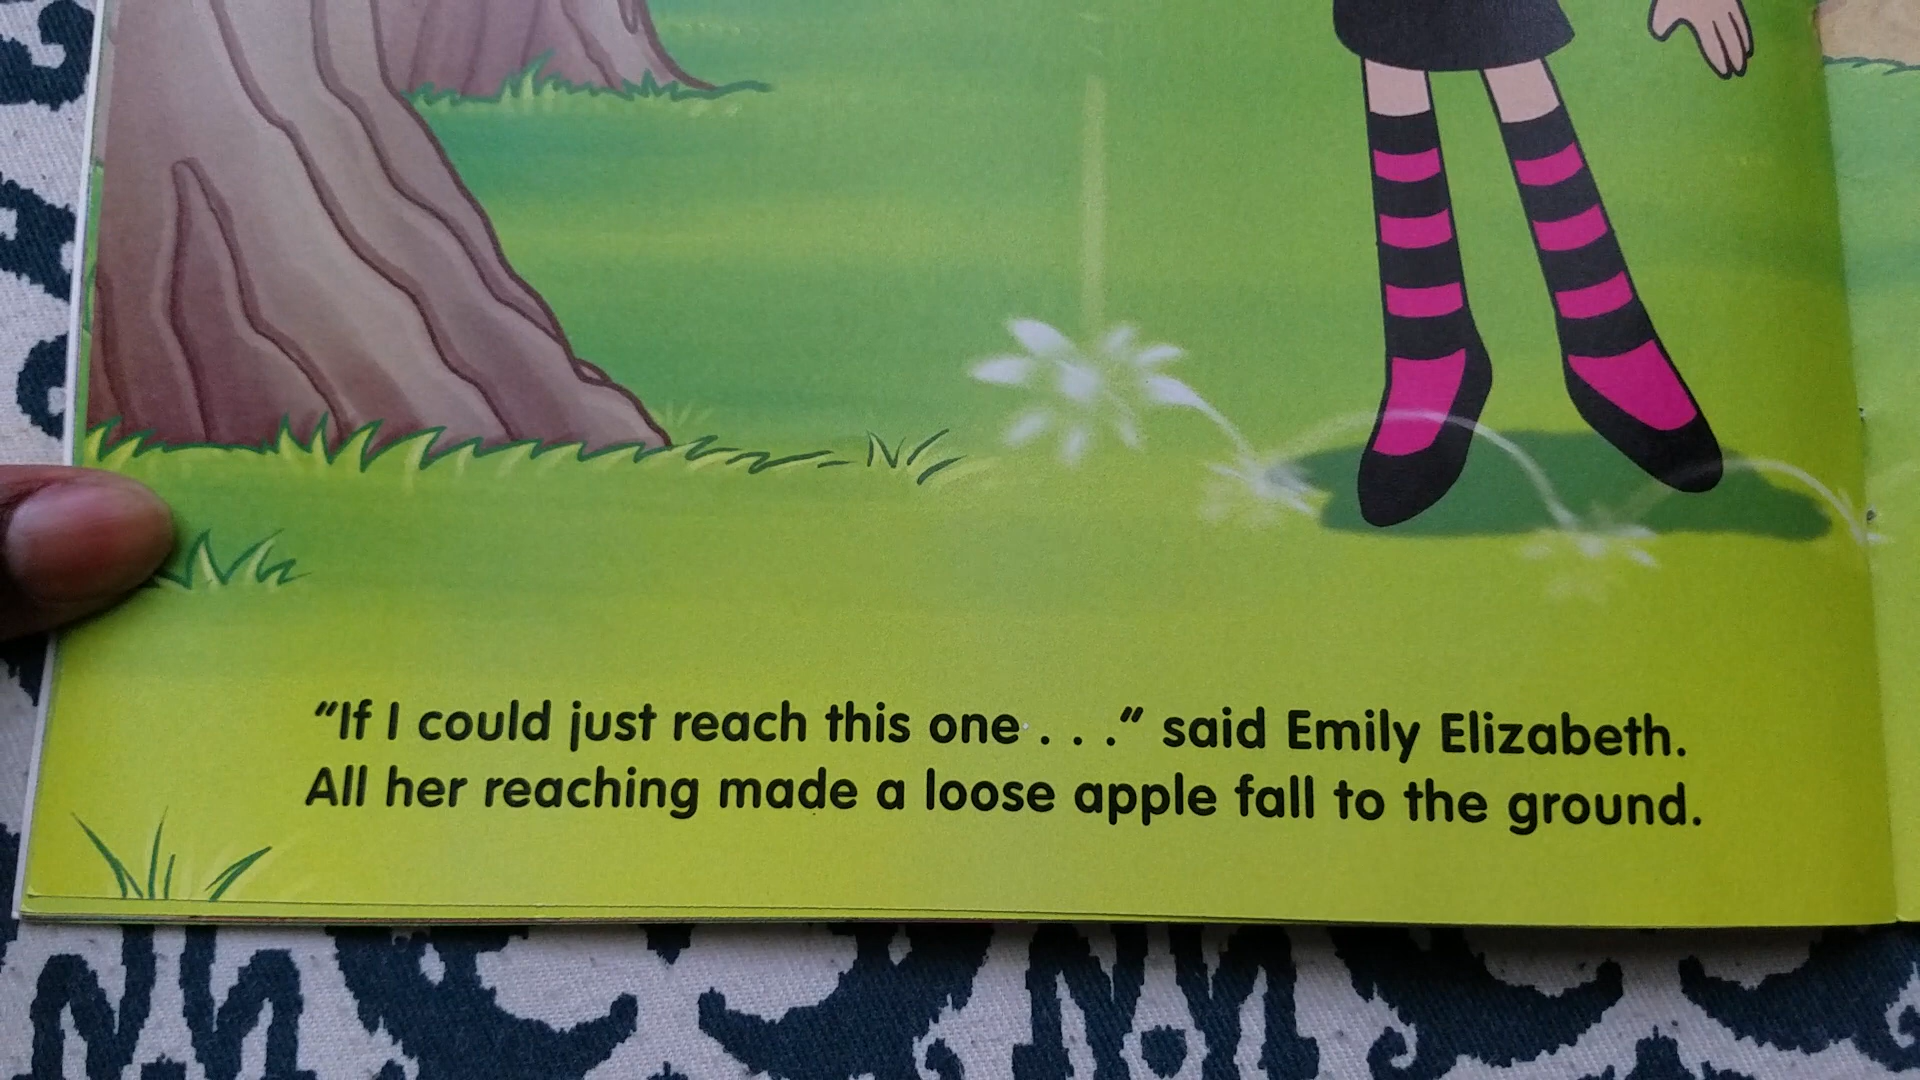 “If I could just reach this one . . .” said Emily Elizabeth.
All her reaching made a loose apple fall to the ground.